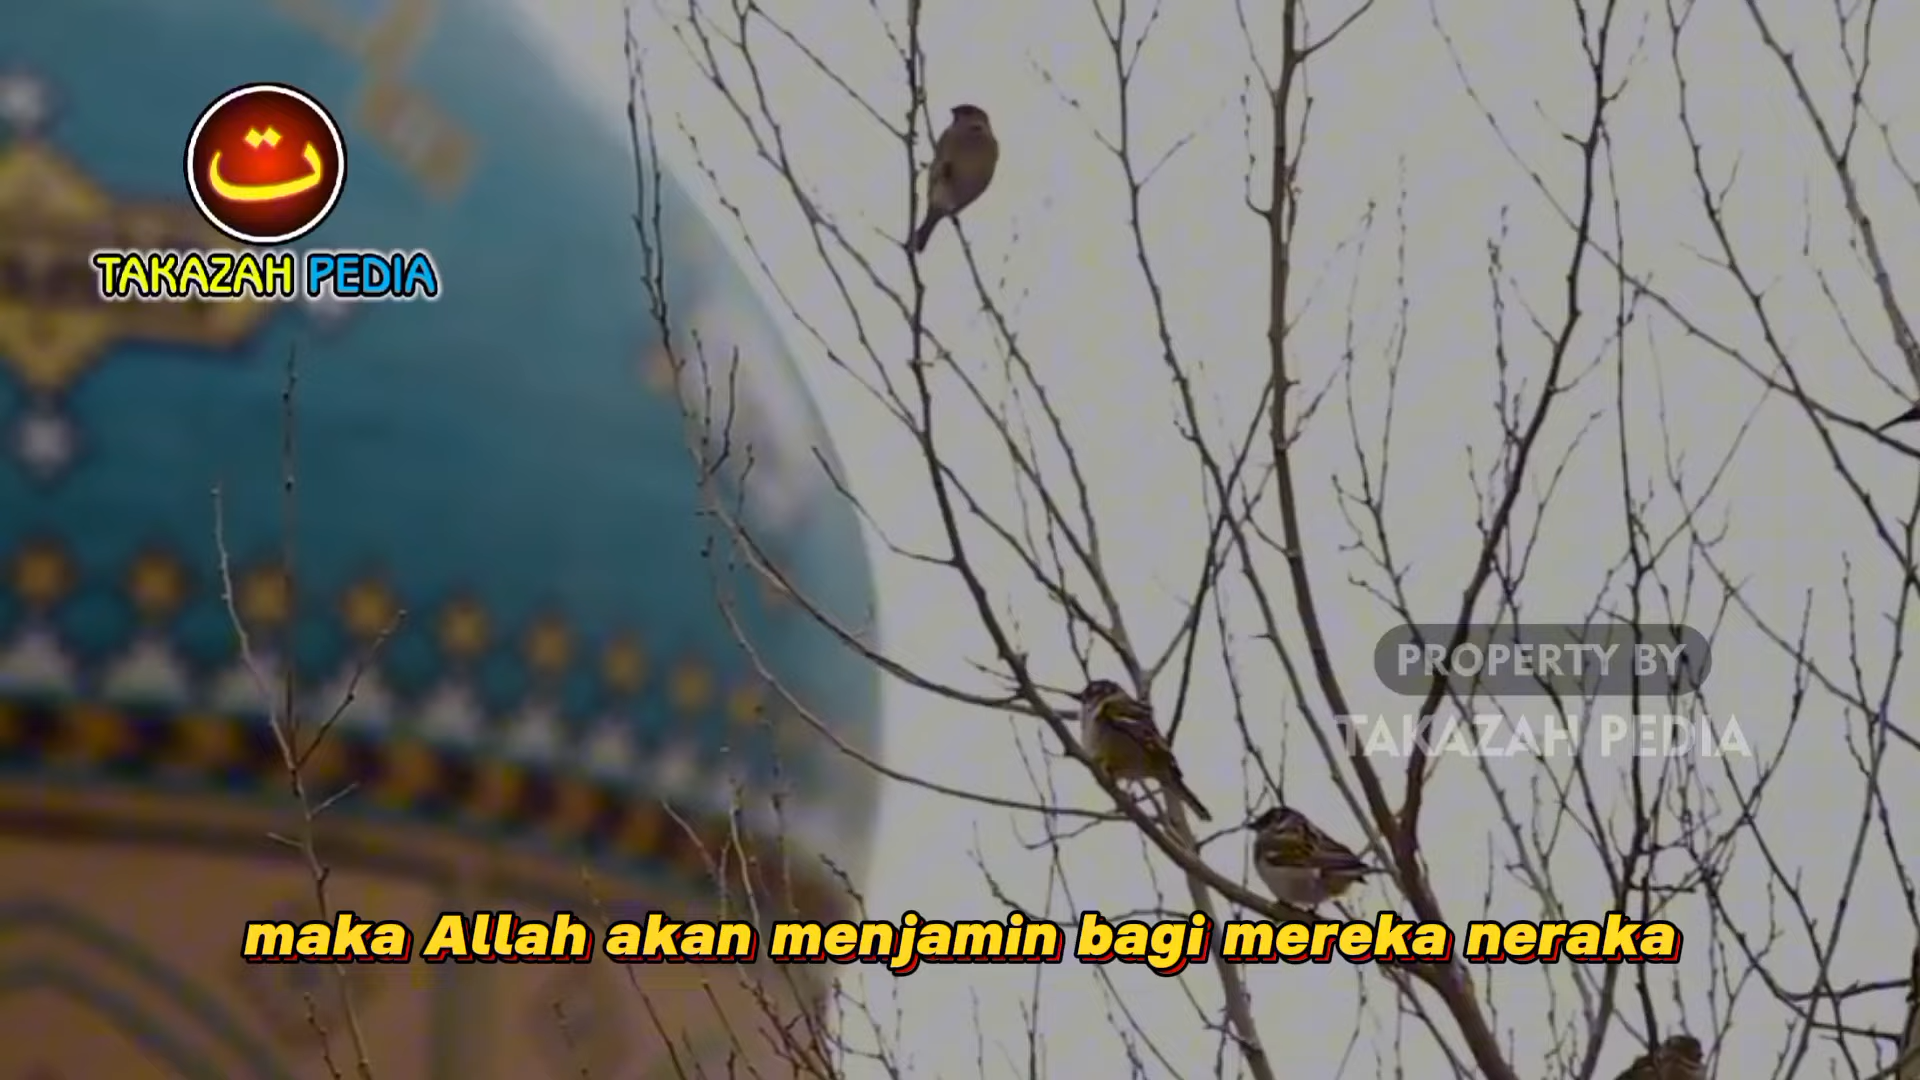 ت
TAKAZAH PEDIA
PROPERTY BY
TAKAZAH PEDIA
maka Allah akan menjamin bagi mereka neraka